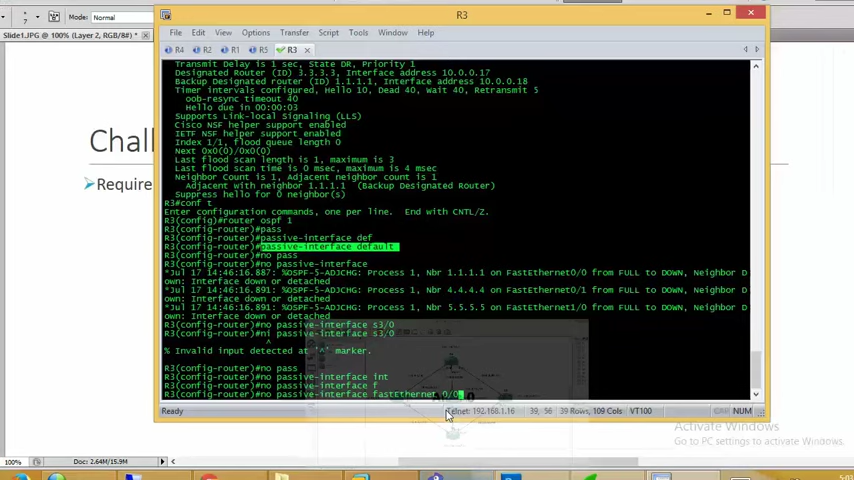 R3
Mode: Normal
File Edit View Options Transfer Script Tools Window Help
Slide1.JPG @ 100% (Layer 2, RGB/8#) *
R4 R2 R1 R5 R3
Transmit Delay is 1 sec, State DR, Priority 1
Designated Router (ID) 3.3.3.3, Interface address 10.0.0.17
Backup Designated router (ID) 1.1.1.1, Interface address 10.0.0.18
Timer intervals configured, Hello 10, Dead 40, Wait 40, Retransmit 5
oob-resync timeout 40
Hello due in 00:00:03
Supports Link-local Signaling (LLS)
Cisco NSF helper support enabled
IETF NSF helper support enabled
Index 1/1, flood queue length 0
Next 0x0(0)/0x0(0)
Last flood scan length is 1, maximum is 3
Last flood scan time is 0 msec, maximum is 4 msec
Neighbor Count is 1, Adjacent neighbor count is 1
Adjacent with neighbor 1.1.1.1 (Backup Designated Router)
Suppress hello for 0 neighbor(s)
R3#conf t
Enter configuration commands, one per line. End with CNTL/Z.
R3(config)#router ospf 1
R3(config-router)#pass
R3(config-router)#passive-interface def
R3(config-router)#passive-interface default
R3(config-router)#no pass
R3(config-router)#no passive-interface
*Jul 17 14:46:16.887: %OSPF-5-ADJCHG: Process 1, Nbr 1.1.1.1 on FastEthernet0/0 from FULL to DOWN, Neighbor D
own: Interface down or detached
*Jul 17 14:46:16.891: %OSPF-5-ADJCHG: Process 1, Nbr 4.4.4.4 on FastEthernet0/1 from FULL to DOWN, Neighbor D
own: Interface down or detached
*Jul 17 14:46:16.891: %OSPF-5-ADJCHG: Process 1, Nbr 5.5.5.5 on FastEthernet1/0 from FULL to DOWN, Neighbor D
own: Interface down or detached
R3(config-router)#no passive-interface s3/0
R3(config-router)#ni passive-interface s3/0
^
% Invalid input detected at '^' marker.
R3(config-router)#no pass
R3(config-router)#no passive-interface int
R3(config-router)#no passive-interface f
R3(config-router)#no passive-interface fastEthernet 0/0
Chall
Require
Ready
Telnet: 192.168.1.16 39, 56 39 Rows, 109 Cols VT100 CAP NUM
Activate Windows
Go to PC settings to activate Windows.
100% Doc: 2.64M/15.9M